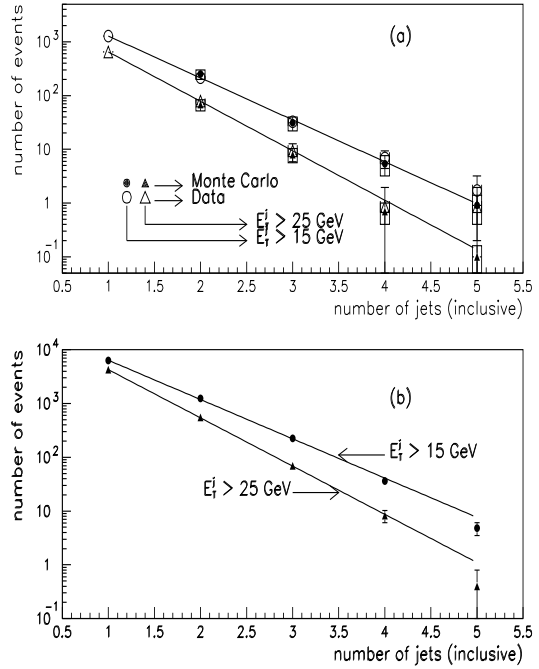 number of events
(a)
10³
10²
10
1
10⁻¹
Monte Carlo
Data
E_T^j > 25 GeV
E_T^j > 15 GeV
0.5 1 1.5 2 2.5 3 3.5 4 4.5 5 5.5
number of jets (inclusive)
number of events
(b)
10⁴
10³
10²
10
1
10⁻¹
E_T^j > 15 GeV
E_T^j > 25 GeV
0.5 1 1.5 2 2.5 3 3.5 4 4.5 5 5.5
number of jets (inclusive)